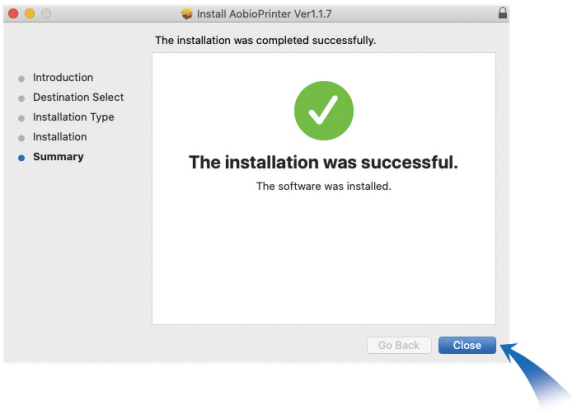 Install AobioPrinter Ver1.1.7
The installation was completed successfully.
Introduction
Destination Select
Installation Type
Installation
Summary
The installation was successful.
The software was installed.
Go Back
Close